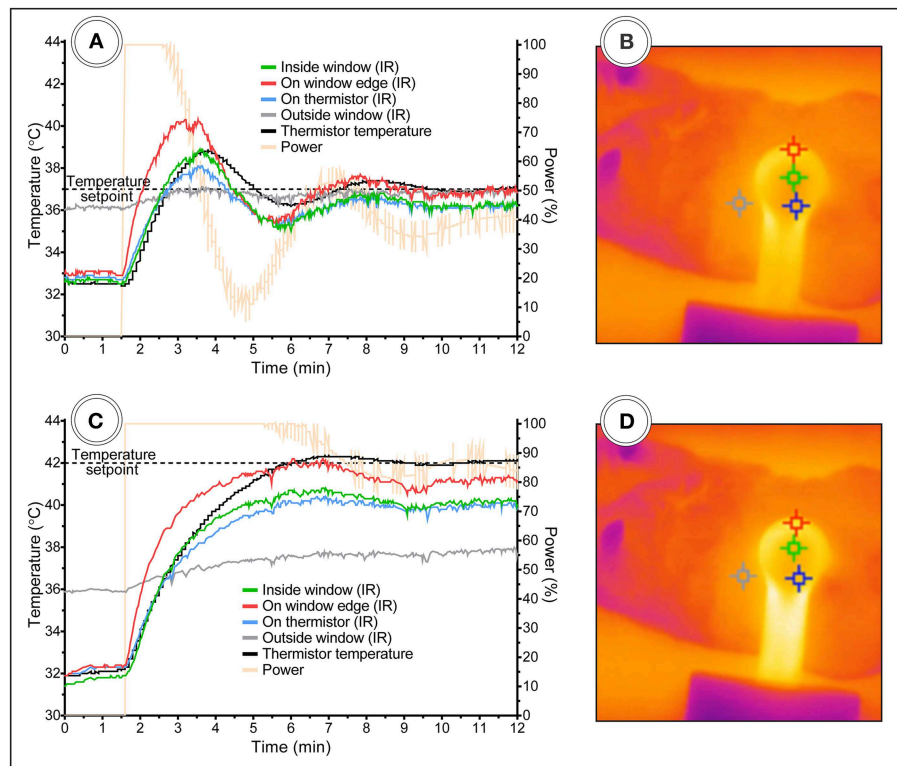 A
B
44
42
40
38
36
34
32
30
Temperature (°C)
100
90
80
70
60
50
40
30
20
10
0
Power (%)
Inside window (IR)
On window edge (IR)
On thermistor (IR)
Outside window (IR)
Thermistor temperature
Power
Temperature
setpoint
0 1 2 3 4 5 6 7 8 9 10 11 12
Time (min)
C
D
44
42
40
38
36
34
32
30
Temperature (°C)
100
90
80
70
60
50
40
30
20
10
0
Power (%)
Temperature
setpoint
Inside window (IR)
On window edge (IR)
On thermistor (IR)
Outside window (IR)
Thermistor temperature
Power
0 1 2 3 4 5 6 7 8 9 10 11 12
Time (min)